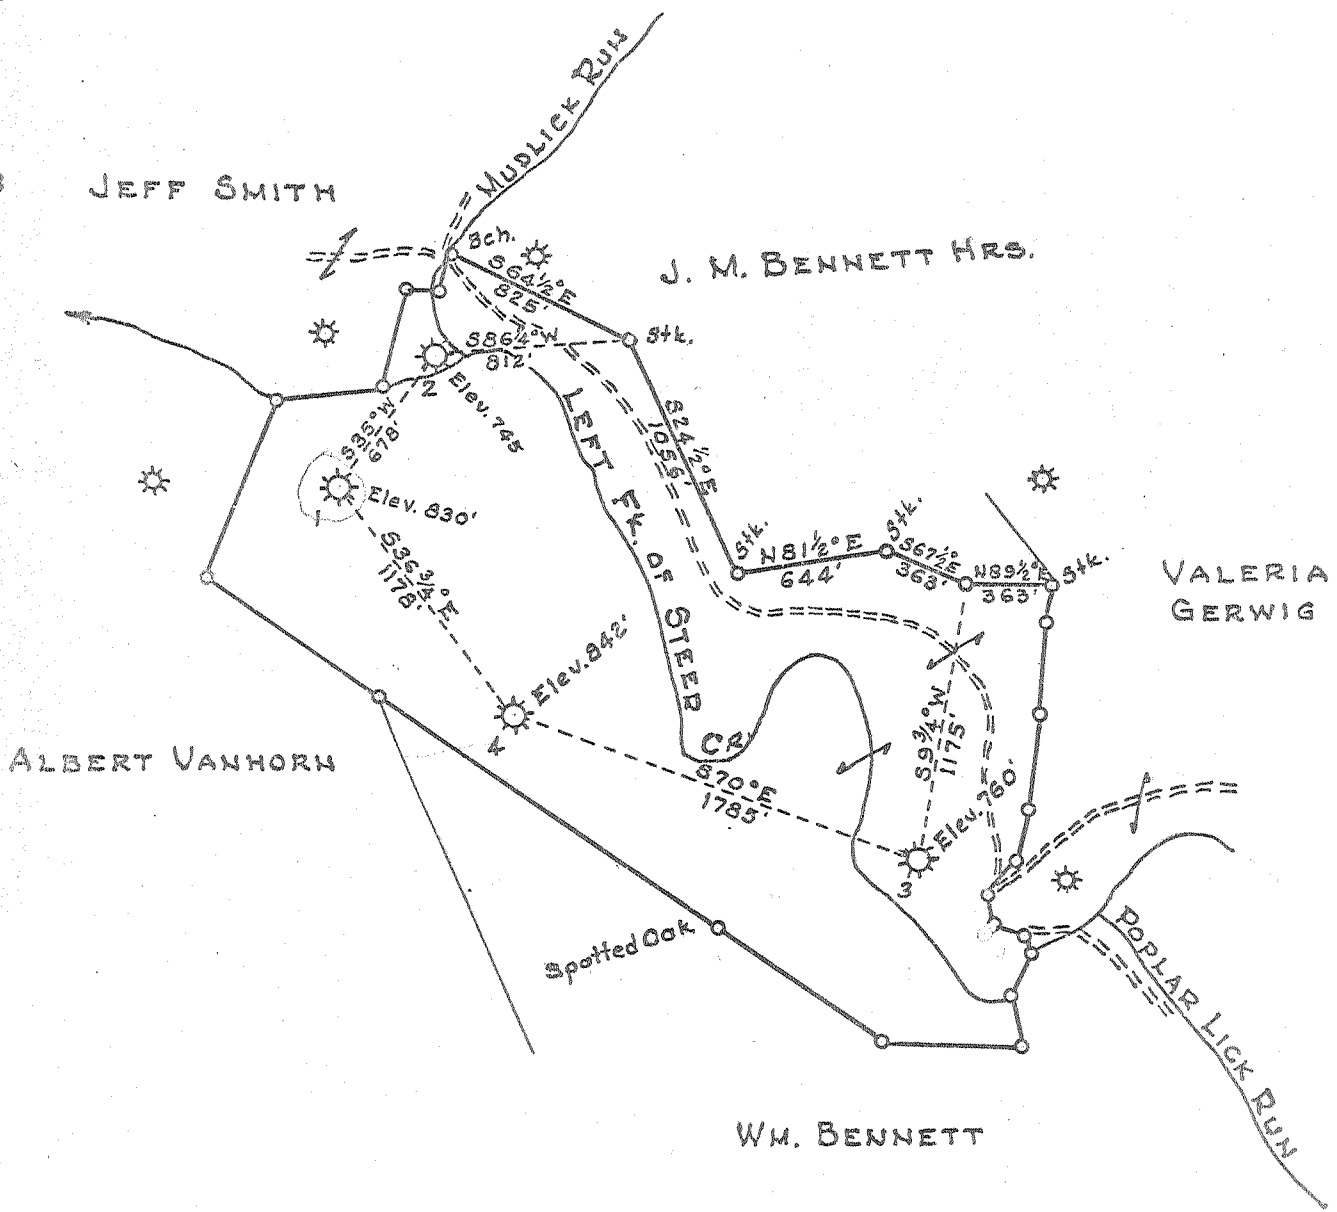 MUDLICK RUN
JEFF SMITH
Bch.
S64½°E
825'
J. M. BENNETT HRS.
Stk.
S86¼°W
812'
2
Elev. 745
S35°W
678'
1
Elev. 830'
S24½°E
1055'
LEFT FK. OF STEER CR.
S36¾°E
1178'
Stk.
N81½°E
644'
Stk.
S67½°E
363'
N89½°E
363'
Stk.
VALERIA
GERWIG
Elev. 842'
4
S9¾°W
1175'
ALBERT VANHORN
S70°E
1785'
Elev. 760'
3
Spotted Oak
POPLAR LICK RUN
WM. BENNETT